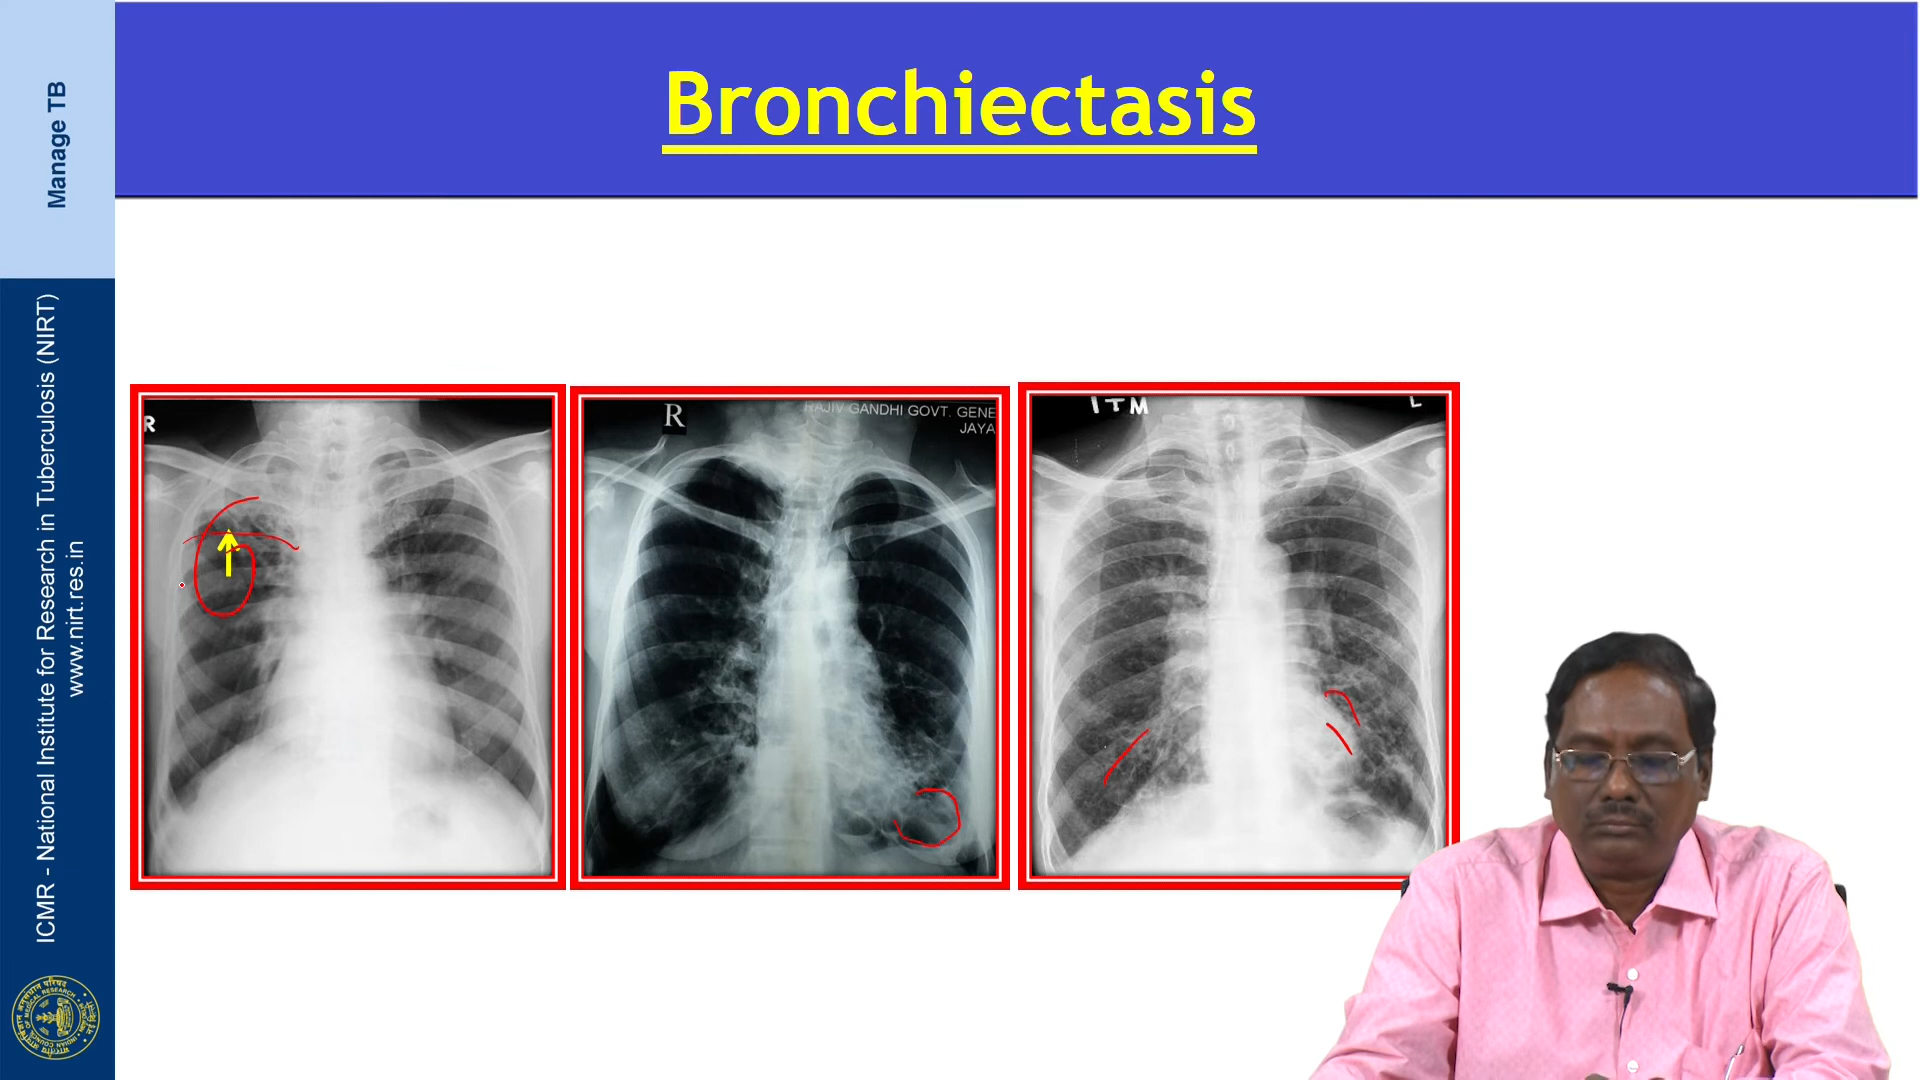 Manage TB
ICMR - National Institute for Research in Tuberculosis (NIRT)
www.nirt.res.in
Bronchiectasis
R
R
RAJIV GANDHI GOVT. GENE
JAYA
ITM
L